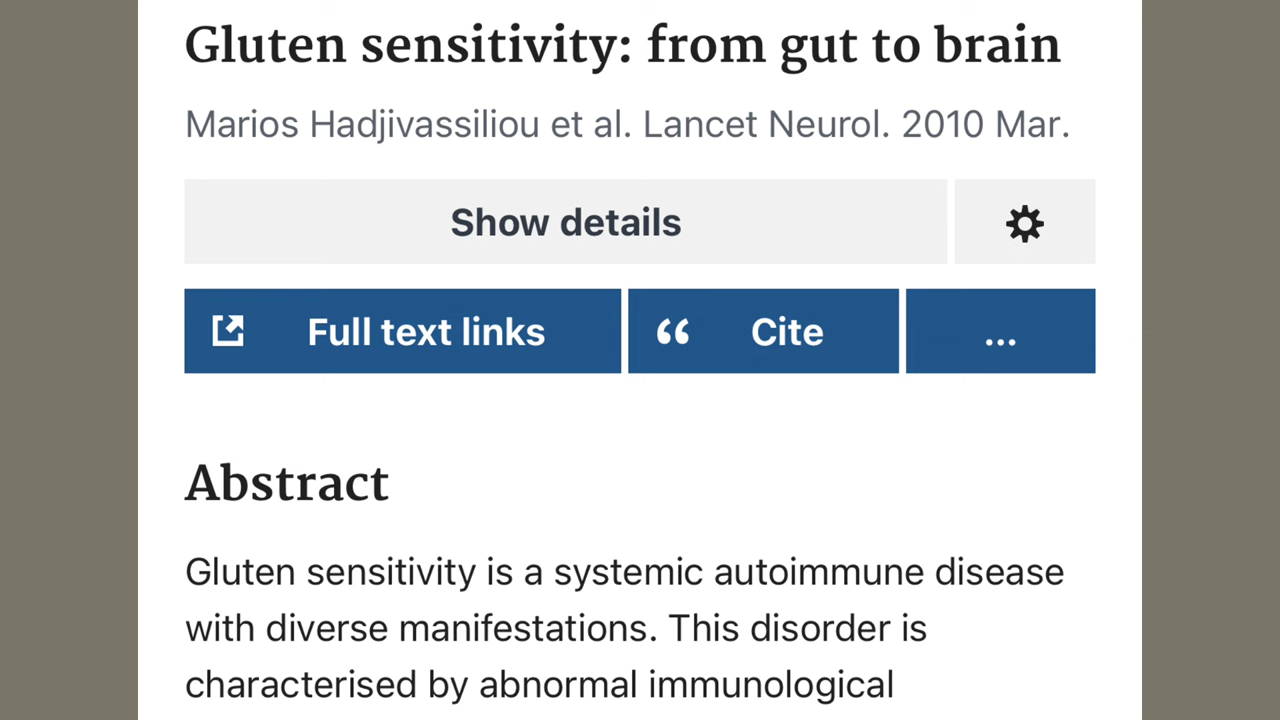 Gluten sensitivity: from gut to brain
Marios Hadjivassiliou et al. Lancet Neurol. 2010 Mar.
Show details
Full text links
Cite
...
Abstract
Gluten sensitivity is a systemic autoimmune disease
with diverse manifestations. This disorder is
characterised by abnormal immunological